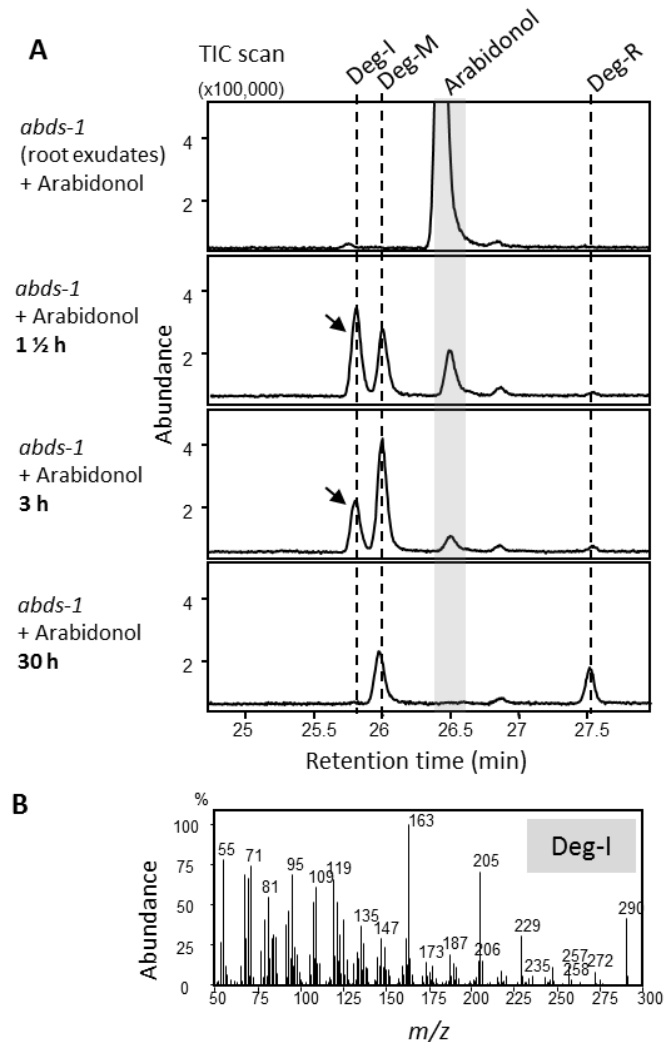 A
TIC scan
(x100,000)
Deg-I
Deg-M
Arabidonol
Deg-R
abds-1
(root exudates)
+ Arabidonol
4
2
abds-1
+ Arabidonol
1 ½ h
4
2
abds-1
+ Arabidonol
3 h
4
2
abds-1
+ Arabidonol
30 h
4
2
Abundance
25 25.5 26 26.5 27 27.5
Retention time (min)
B
%
100
75
50
25
0
Abundance
Deg-I
55 71 81 95 109 119 135 147 163 173 187 205 206 229 235 257 258 272 290
50 75 100 125 150 175 200 225 250 275 300
m/z